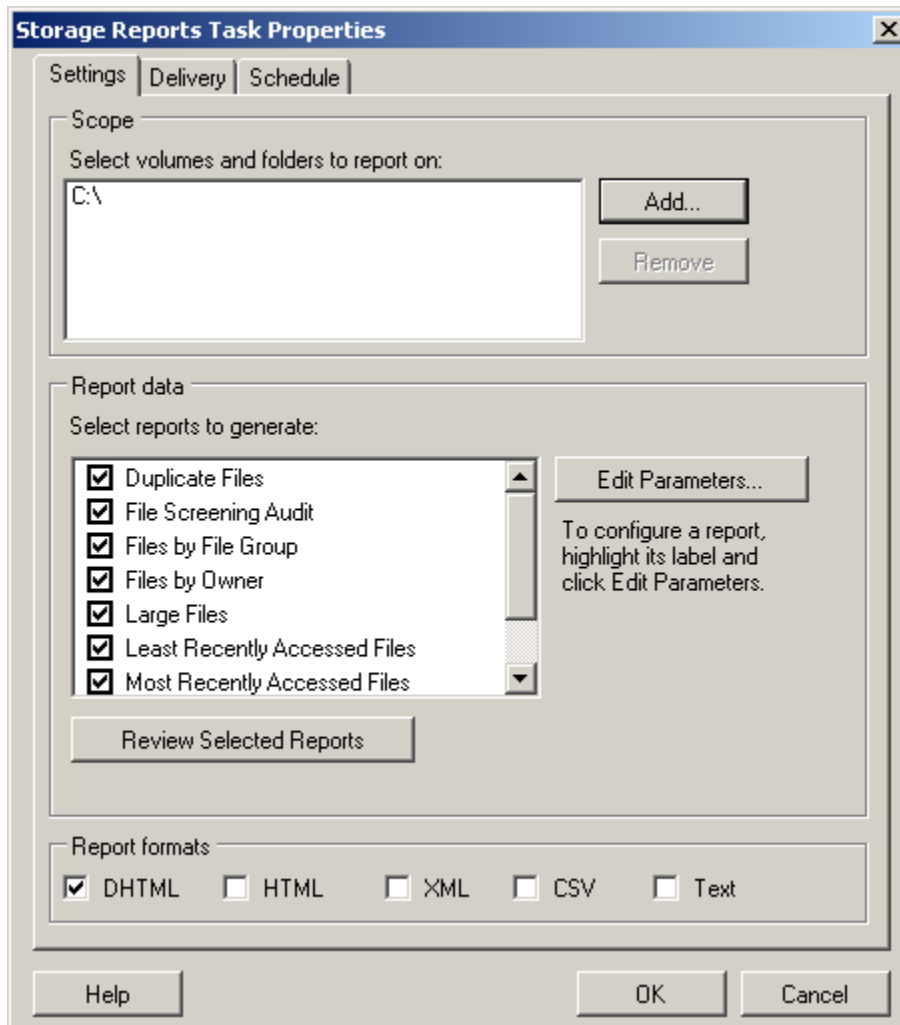 Storage Reports Task Properties
Settings Delivery Schedule
Scope
Select volumes and folders to report on:
C:\
Add...
Remove
Report data
Select reports to generate:
Duplicate Files
File Screening Audit
Files by File Group
Files by Owner
Large Files
Least Recently Accessed Files
Most Recently Accessed Files
Edit Parameters...
To configure a report,
highlight its label and
click Edit Parameters.
Review Selected Reports
Report formats
DHTML HTML XML CSV Text
Help OK Cancel